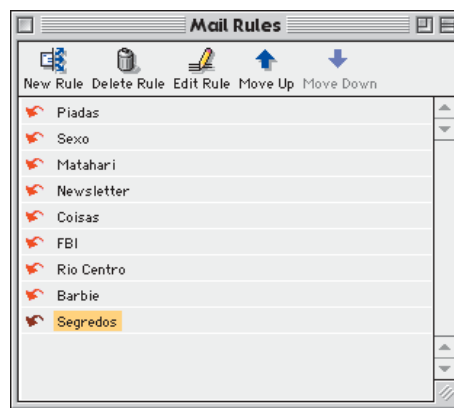 Mail Rules
New Rule Delete Rule Edit Rule Move Up Move Down
Piadas
Sexo
Matahari
Newsletter
Coisas
FBI
Rio Centro
Barbie
Segredos